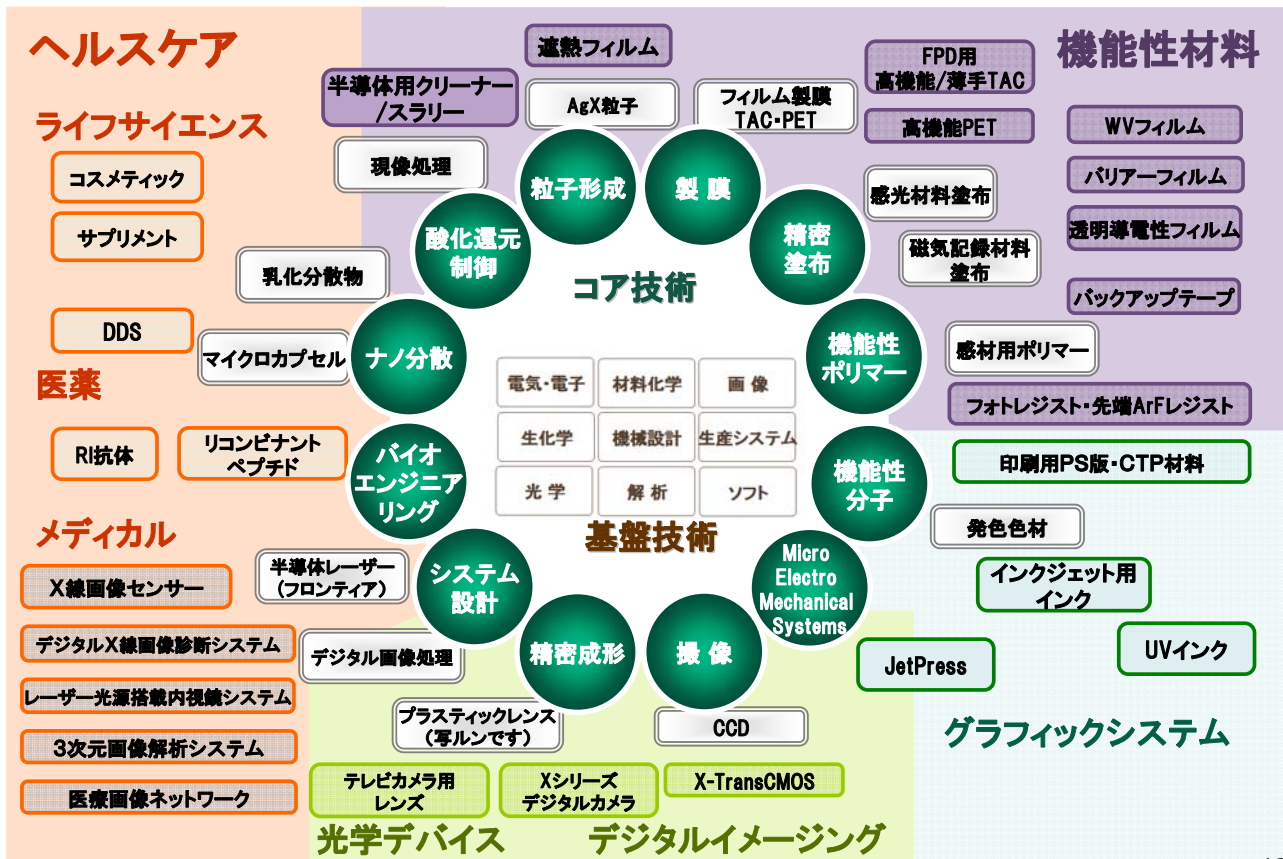 ヘルスケア
ライフサイエンス
コスメティック
サプリメント
DDS
医薬
RI抗体
リコンビナント
ペプチド
メディカル
X線画像センサー
デジタルX線画像診断システム
レーザー光源搭載内視鏡システム
3次元画像解析システム
医療画像ネットワーク
機能性材料
遮熱フィルム
半導体用クリーナー
/スラリー
AgX粒子
フィルム製膜
TAC・PET
FPD用
高機能/薄手TAC
高機能PET
WVフィルム
バリアーフィルム
透明導電性フィルム
バックアップテープ
現像処理
感光材料塗布
磁気記録材料
塗布
乳化分散物
マイクロカプセル
感材用ポリマー
フォトレジスト・先端ArFレジスト
粒子形成
製 膜
酸化還元
制御
精密
塗布
ナノ分散
機能性
ポリマー
バイオ
エンジニア
リング
機能性
分子
システム
設計
Micro
Electro
Mechanical
Systems
精密成形
撮 像
コア技術
電気・電子
材料化学
画 像
生化学
機械設計
生産システム
光 学
解 析
ソフト
基盤技術
印刷用PS版・CTP材料
発色色材
インクジェット用
インク
UVインク
JetPress
グラフィックシステム
半導体レーザー
(フロンティア)
デジタル画像処理
プラスティックレンズ
(写ルンです)
CCD
テレビカメラ用
レンズ
Xシリーズ
デジタルカメラ
X-TransCMOS
光学デバイス
デジタルイメージング